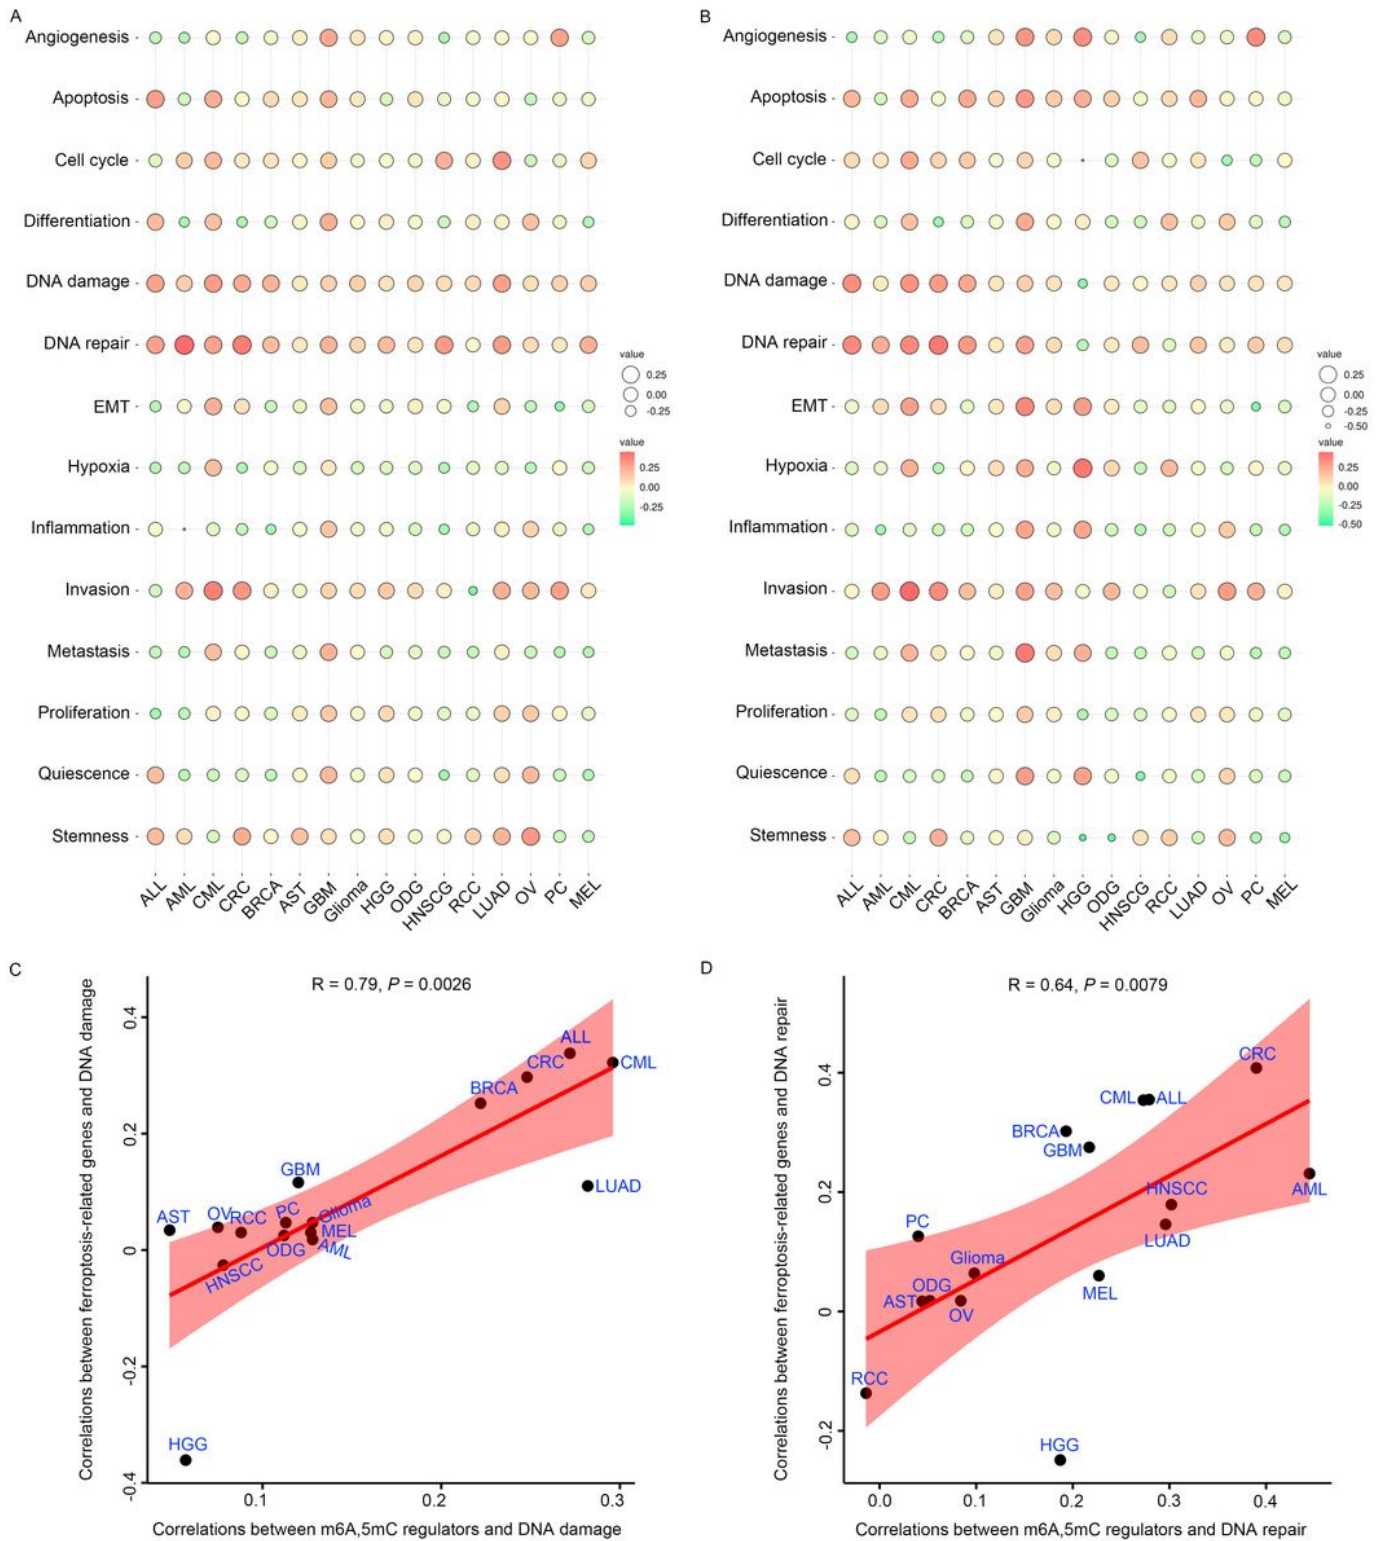 A
Angiogenesis
Apoptosis
Cell cycle
Differentiation
DNA damage
DNA repair
EMT
Hypoxia
Inflammation
Invasion
Metastasis
Proliferation
Quiescence
Stemness
ALL AML CML CRC BRCA AST GBM Glioma HGG ODG HNSCG RCC LUAD OV PC MEL
value
0.25
0.00
-0.25
value
0.25
0.00
-0.25
B
Angiogenesis
Apoptosis
Cell cycle
Differentiation
DNA damage
DNA repair
EMT
Hypoxia
Inflammation
Invasion
Metastasis
Proliferation
Quiescence
Stemness
ALL AML CML CRC BRCA AST GBM Glioma HGG ODG HNSCG RCC LUAD OV PC MEL
value
0.25
0.00
-0.25
-0.50
value
0.25
0.00
-0.25
-0.50
C
R = 0.79, P = 0.0026
Correlations between ferroptosis-related genes and DNA damage
0.4
0.2
0
-0.2
-0.4
ALL
CML
CRC
BRCA
LUAD
GBM
AST
OV
RCC
PC
Glioma
MEL
ODG
AML
HNSCC
HGG
0.1 0.2 0.3
Correlations between m6A,5mC regulators and DNA damage
D
R = 0.64, P = 0.0079
Correlations between ferroptosis-related genes and DNA repair
0.4
0.2
0
-0.2
CRC
CML
ALL
BRCA
GBM
HNSCC
AML
PC
LUAD
Glioma
MEL
ODG
AST
OV
RCC
HGG
0.0 0.1 0.2 0.3 0.4
Correlations between m6A,5mC regulators and DNA repair